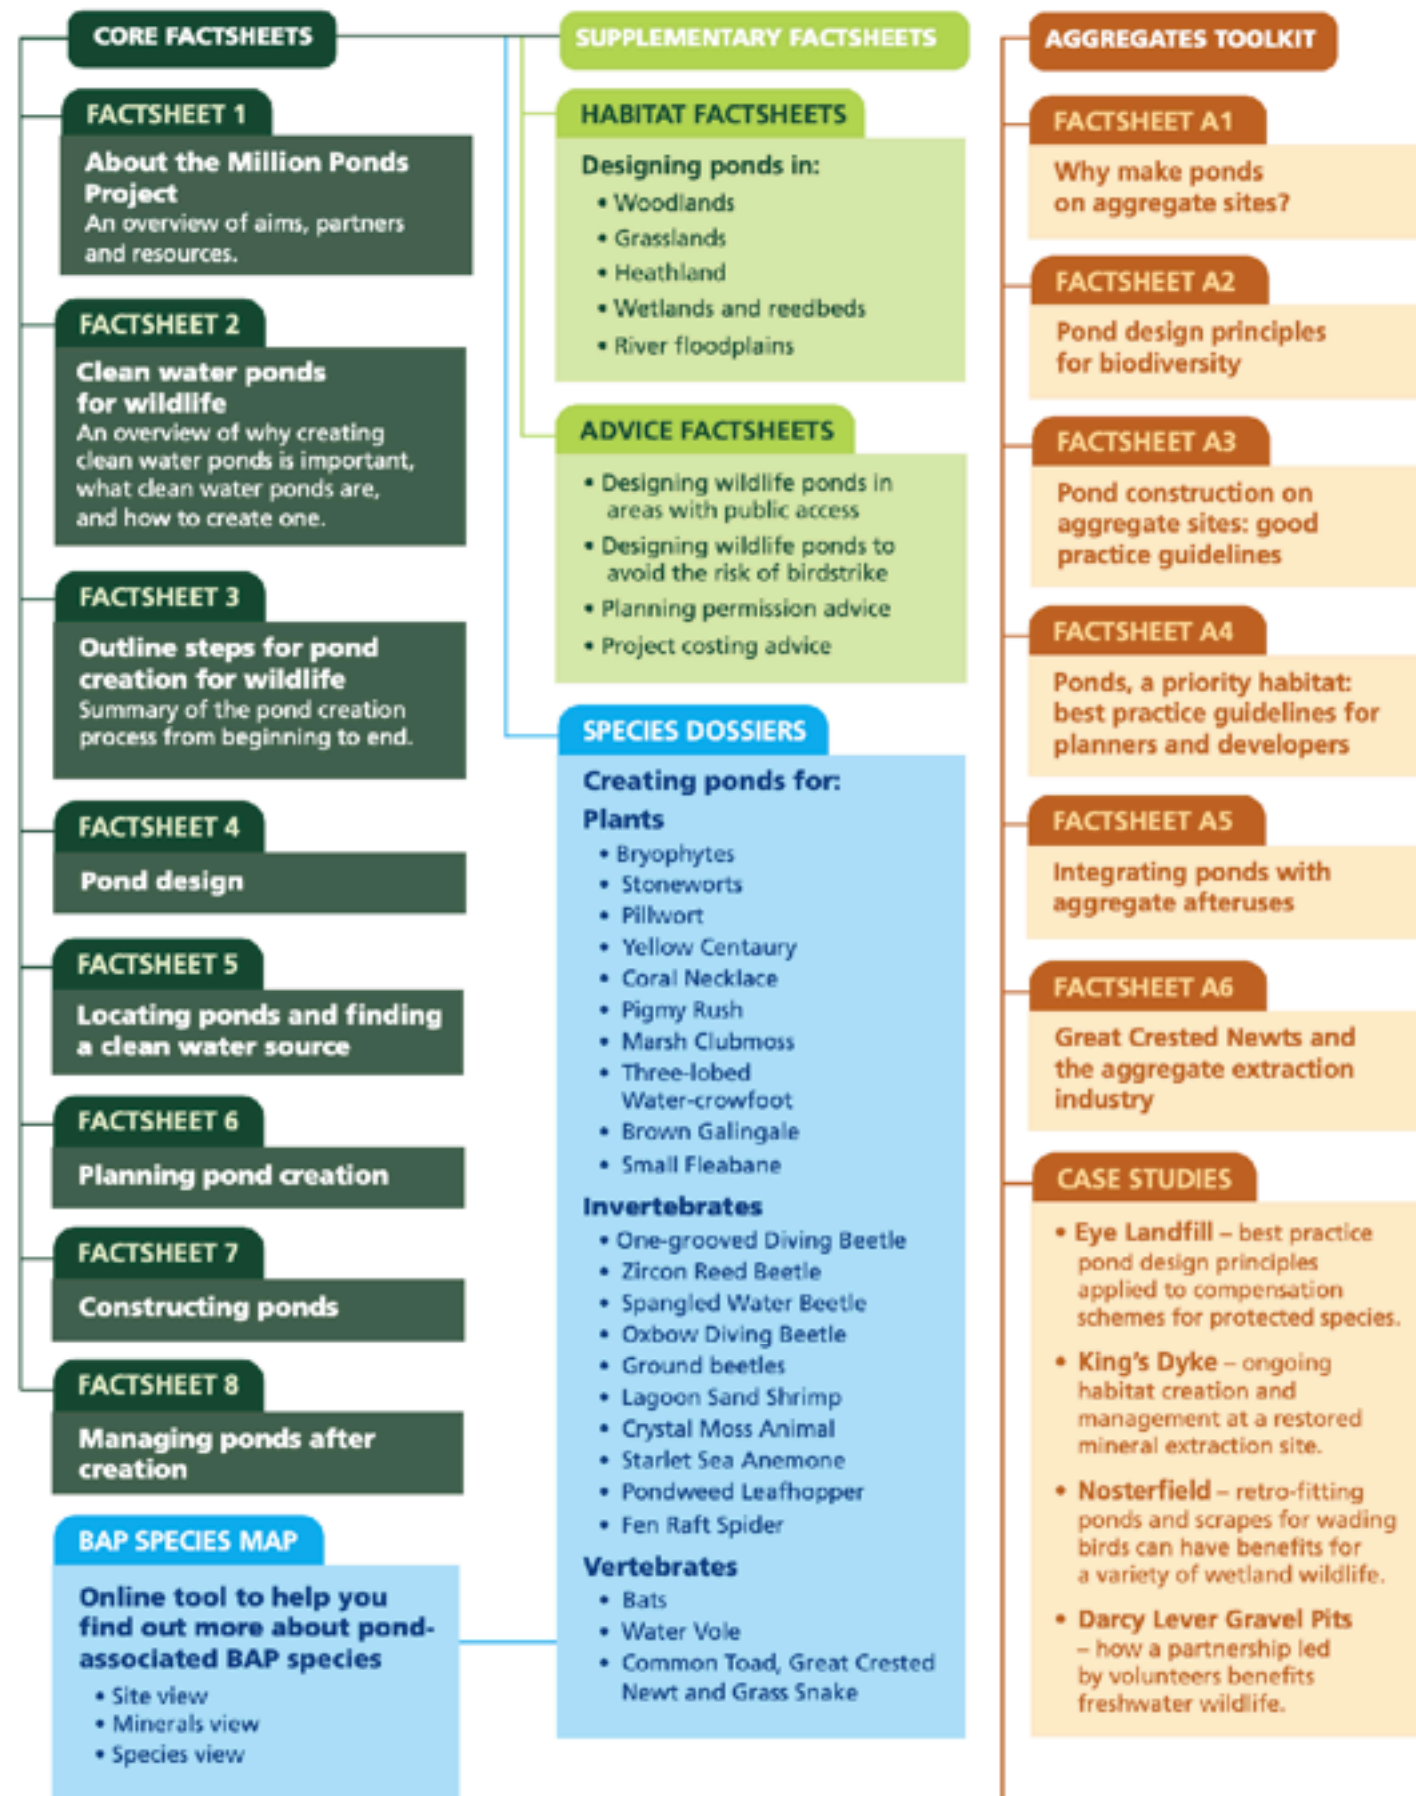 CORE FACTSHEETS
FACTSHEET 1
About the Million Ponds
Project
An overview of aims, partners
and resources.
FACTSHEET 2
Clean water ponds
for wildlife
An overview of why creating
clean water ponds is important,
what clean water ponds are,
and how to create one.
FACTSHEET 3
Outline steps for pond
creation for wildlife
Summary of the pond creation
process from beginning to end.
FACTSHEET 4
Pond design
FACTSHEET 5
Locating ponds and finding
a clean water source
FACTSHEET 6
Planning pond creation
FACTSHEET 7
Constructing ponds
FACTSHEET 8
Managing ponds after
creation
BAP SPECIES MAP
Online tool to help you
find out more about pond-
associated BAP species
• Site view
• Minerals view
• Species view
SUPPLEMENTARY FACTSHEETS
HABITAT FACTSHEETS
Designing ponds in:
• Woodlands
• Grasslands
• Heathland
• Wetlands and reedbeds
• River floodplains
ADVICE FACTSHEETS
• Designing wildlife ponds in
areas with public access
• Designing wildlife ponds to
avoid the risk of birdstrike
• Planning permission advice
• Project costing advice
SPECIES DOSSIERS
Creating ponds for:
Plants
• Bryophytes
• Stoneworts
• Pillwort
• Yellow Centaury
• Coral Necklace
• Pigmy Rush
• Marsh Clubmoss
• Three-lobed
Water-crowfoot
• Brown Galingale
• Small Fleabane
Invertebrates
• One-grooved Diving Beetle
• Zircon Reed Beetle
• Spangled Water Beetle
• Oxbow Diving Beetle
• Ground beetles
• Lagoon Sand Shrimp
• Crystal Moss Animal
• Starlet Sea Anemone
• Pondweed Leafhopper
• Fen Raft Spider
Vertebrates
• Bats
• Water Vole
• Common Toad, Great Crested
Newt and Grass Snake
AGGREGATES TOOLKIT
FACTSHEET A1
Why make ponds
on aggregate sites?
FACTSHEET A2
Pond design principles
for biodiversity
FACTSHEET A3
Pond construction on
aggregate sites: good
practice guidelines
FACTSHEET A4
Ponds, a priority habitat:
best practice guidelines for
planners and developers
FACTSHEET A5
Integrating ponds with
aggregate afteruses
FACTSHEET A6
Great Crested Newts and
the aggregate extraction
industry
CASE STUDIES
• Eye Landfill – best practice
pond design principles
applied to compensation
schemes for protected species.
• King's Dyke – ongoing
habitat creation and
management at a restored
mineral extraction site.
• Nosterfield – retro-fitting
ponds and scrapes for wading
birds can have benefits for
a variety of wetland wildlife.
• Darcy Lever Gravel Pits
– how a partnership led
by volunteers benefits
freshwater wildlife.